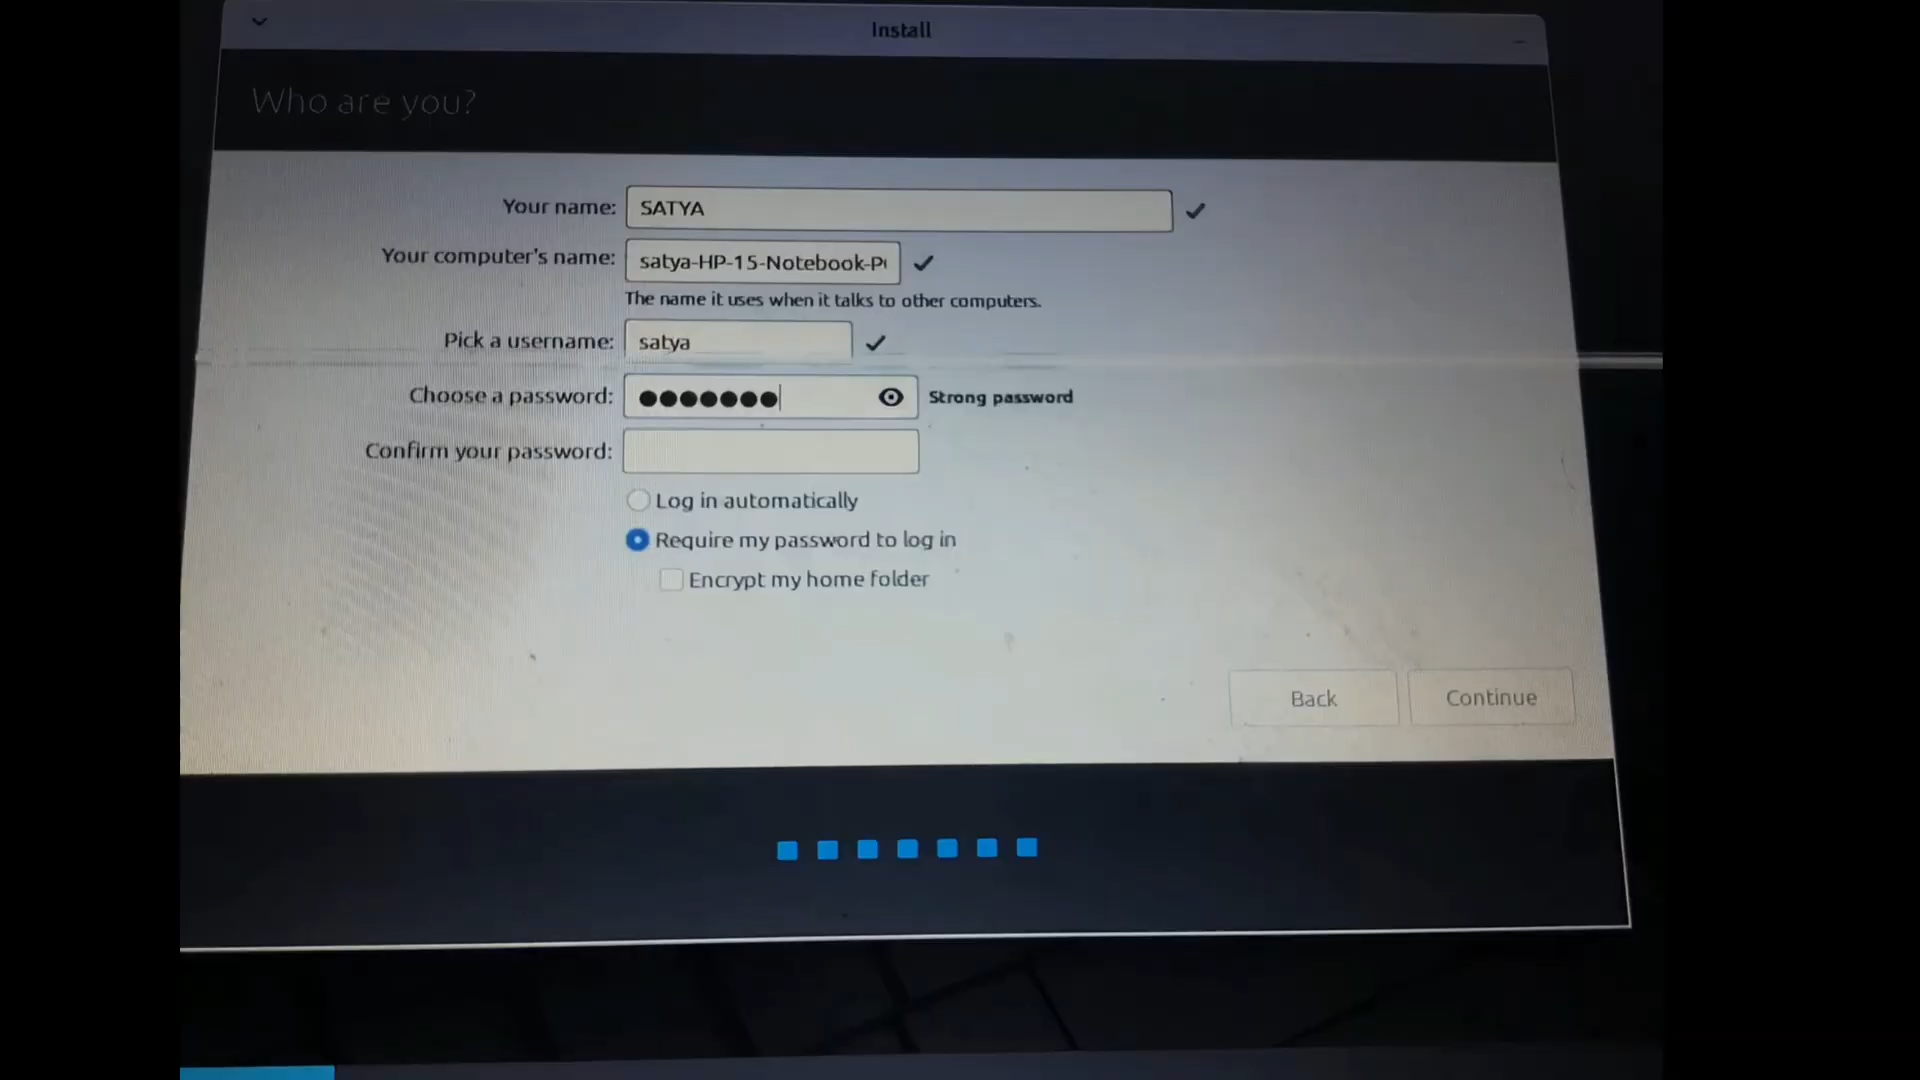 Install
Who are you?
Your name: SATYA
Your computer's name: satya-HP-15-Notebook-P
The name it uses when it talks to other computers.
Pick a username: satya
Choose a password: ●●●●●●● Strong password
Confirm your password:
Log in automatically
Require my password to log in
Encrypt my home folder
Back Continue